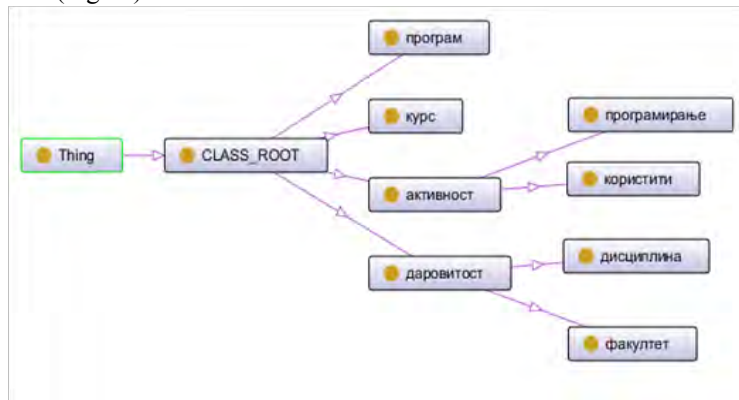 програм
курс
програмирање
Thing
CLASS_ROOT
активност
користити
даровитост
дисциплина
факултет